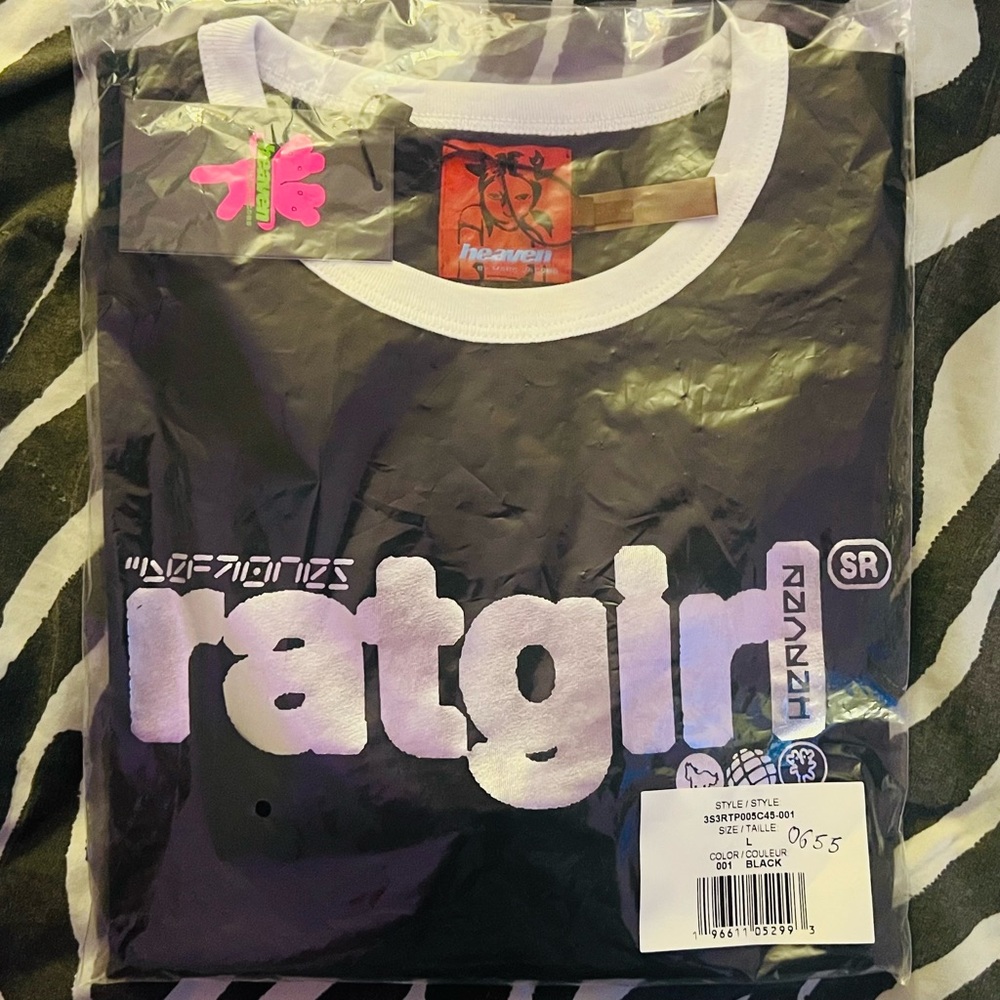 heaven
heaven
"DEFTONES
ratgirl
HEAVEN
SR
STYLE / STYLE
3S3RTP005C45-001
SIZE / TAILLE
L
0655
COLOR / COULEUR
001 BLACK
1 96611 05299 3